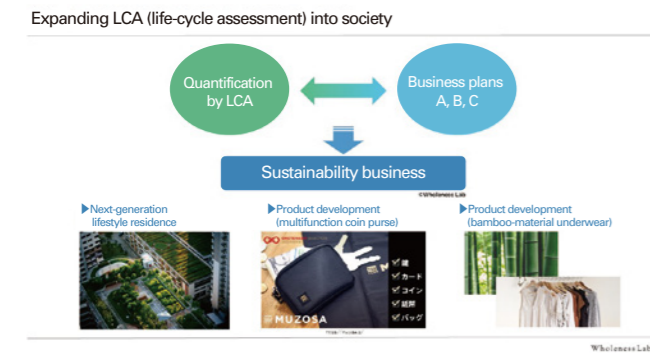 Expanding LCA (life-cycle assessment) into society
Quantification
by LCA
Business plans
A, B, C
Sustainability business
©Wholeness Lab
▶Next-generation
lifestyle residence
▶Product development
(multifunction coin purse)
▶Product development
(bamboo-material underwear)
鍵
カード
コイン
紙幣
バッグ
MUZOSA
Wholeness Lab